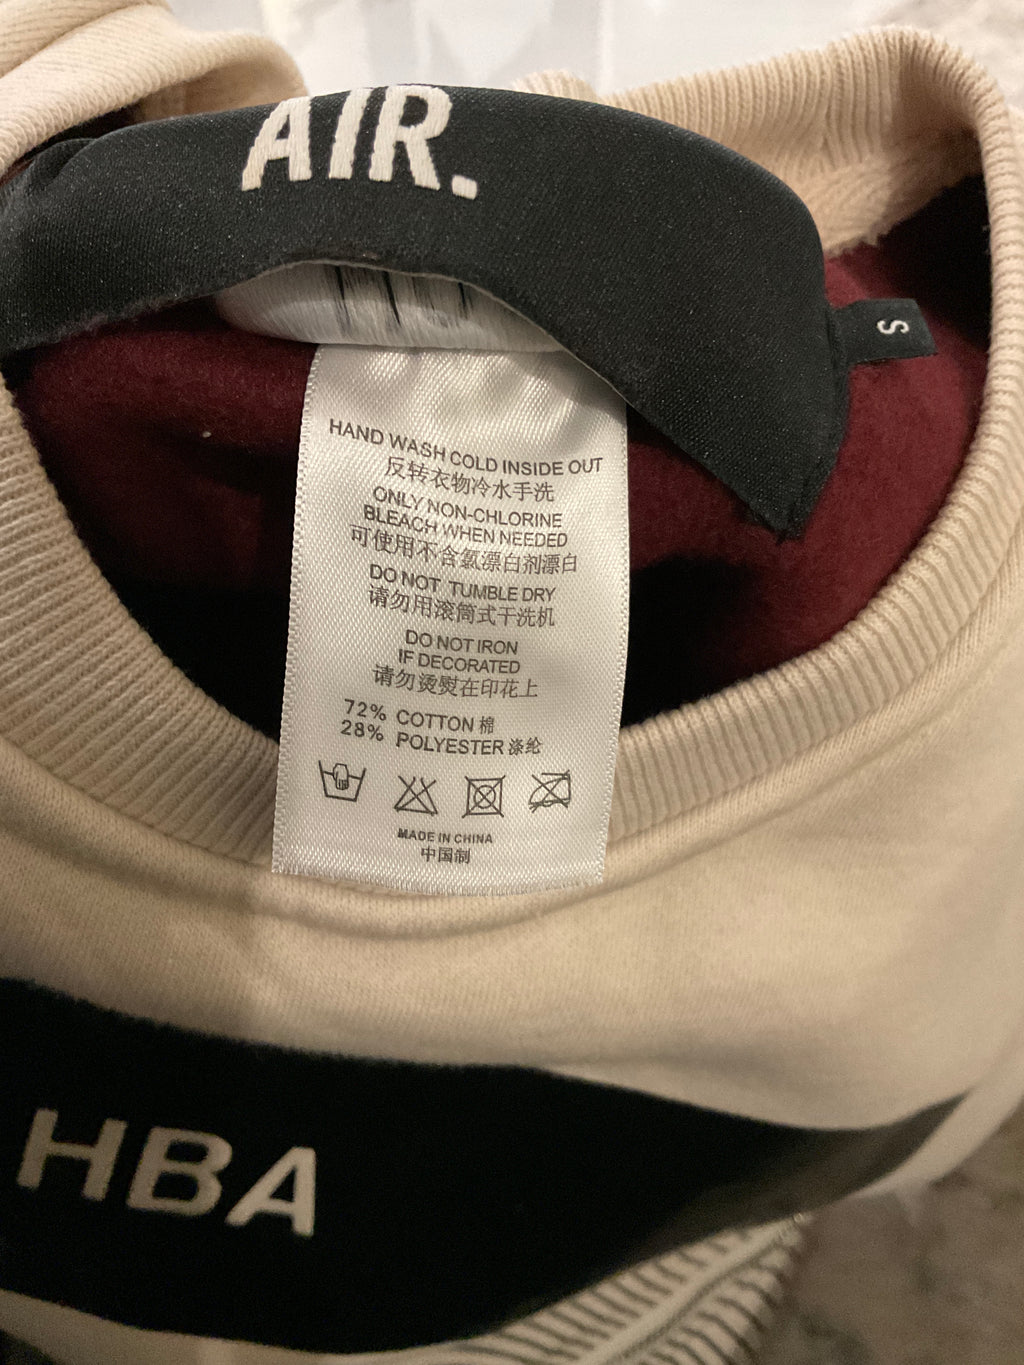 AIR.
S
HAND WASH COLD INSIDE OUT
反转衣物冷水手洗
ONLY NON-CHLORINE
BLEACH WHEN NEEDED
可使用不含氯漂白剂漂白
DO NOT TUMBLE DRY
请勿用滚筒式干洗机
DO NOT IRON
IF DECORATED
请勿烫熨在印花上
72% COTTON 棉
28% POLYESTER 涤纶
MADE IN CHINA
中国制
HBA